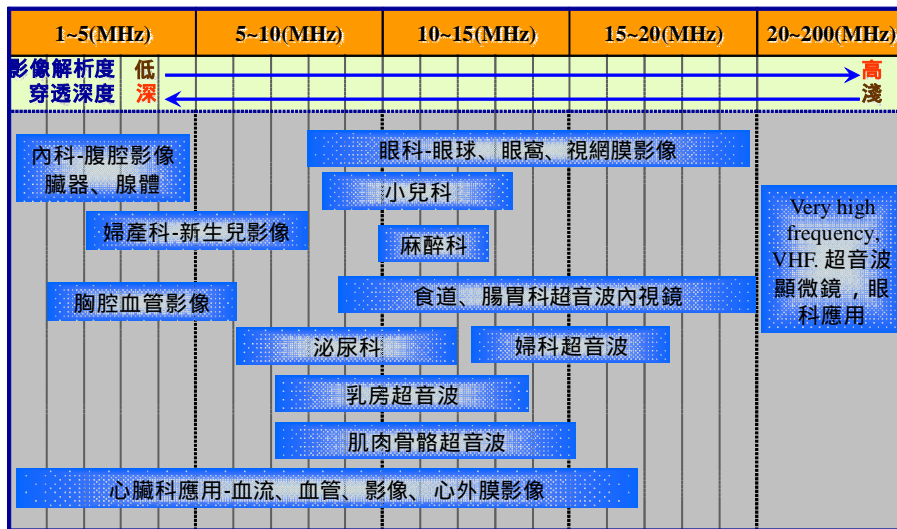 1~5(MHz) 5~10(MHz) 10~15(MHz) 15~20(MHz) 20~200(MHz)
影像解析度 低 高
穿透深度 深 淺
內科-腹腔影像
臟器、腺體
眼科-眼球、眼窩、視網膜影像
小兒科
婦產科-新生兒影像
麻醉科
Very high
frequency,
VHF. 超音波
顯微鏡，眼
科應用
胸腔血管影像
食道、腸胃科超音波內視鏡
泌尿科
婦科超音波
乳房超音波
肌肉骨骼超音波
心臟科應用-血流、血管、影像、心外膜影像